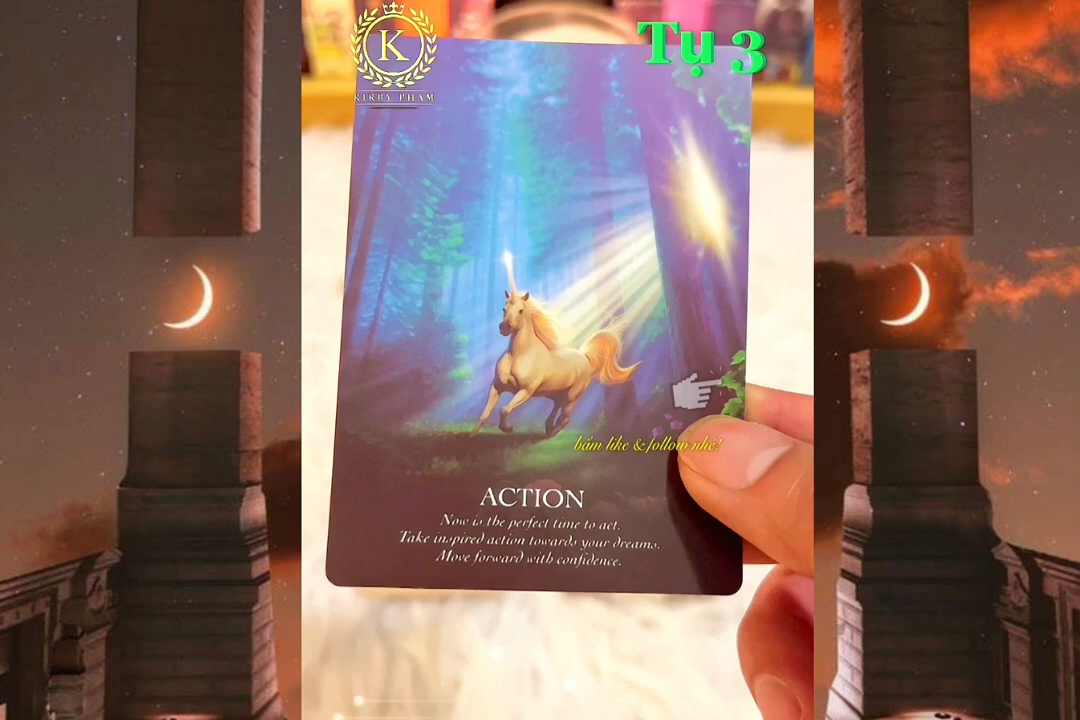 K
KIRBY PHAM
Tụ 3
bấm like & follow nhé!
ACTION
Now is the perfect time to act.
Take inspired action towards your dreams.
Move forward with confidence.